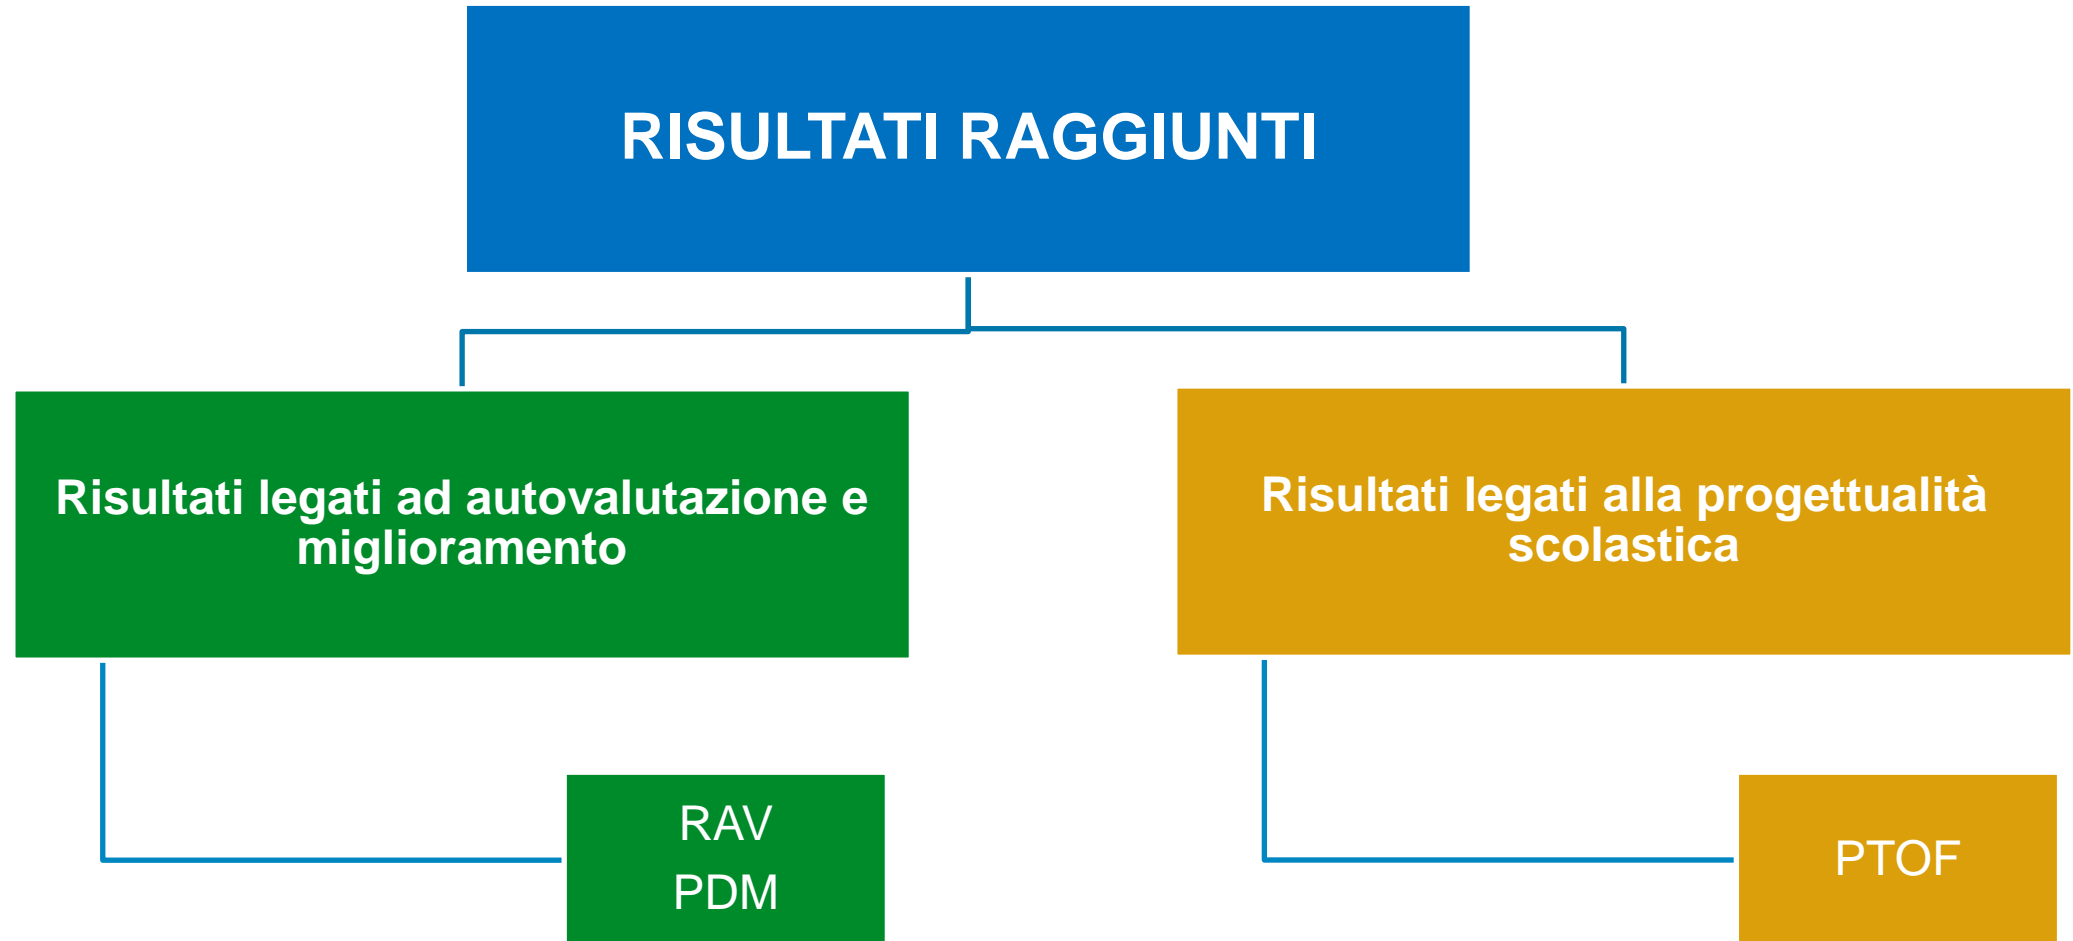 RISULTATI RAGGIUNTI
Risultati legati ad autovalutazione e
miglioramento
Risultati legati alla progettualità
scolastica
RAV
PDM
PTOF